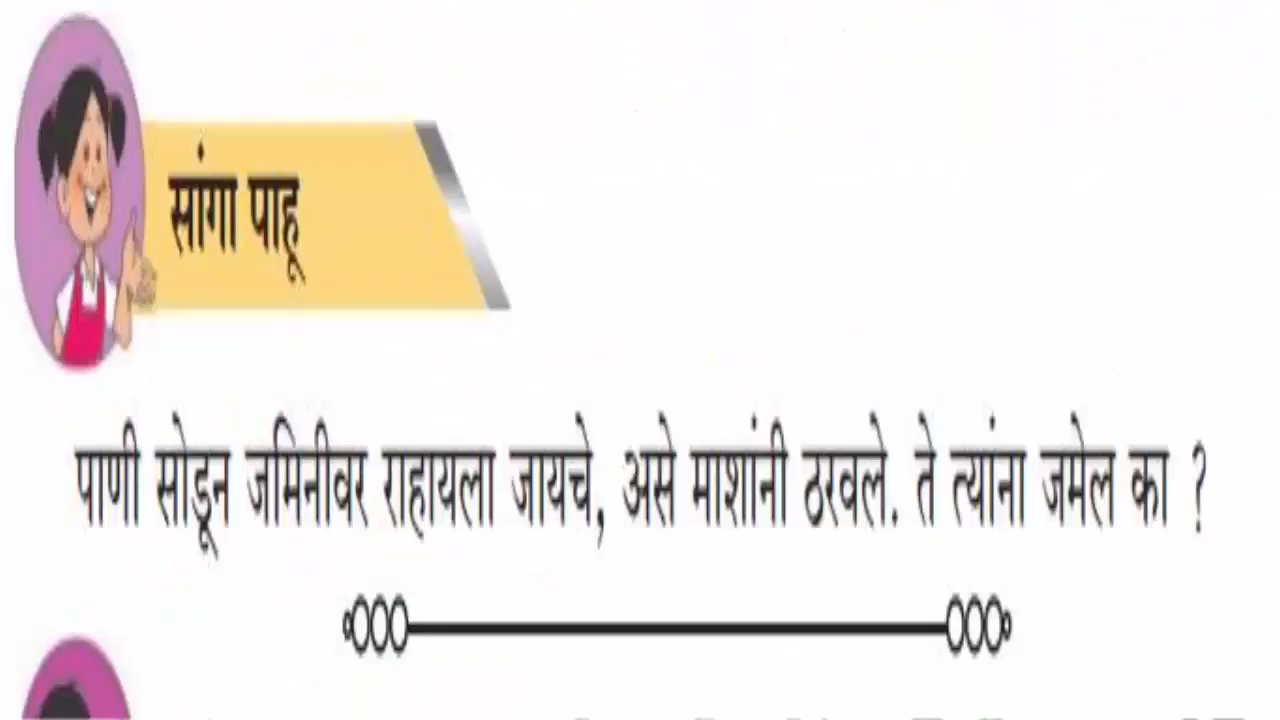 सांगा पाहू
पाणी सोडून जमिनीवर राहायला जायचे, असे माशांनी ठरवले. ते त्यांना जमेल का ?